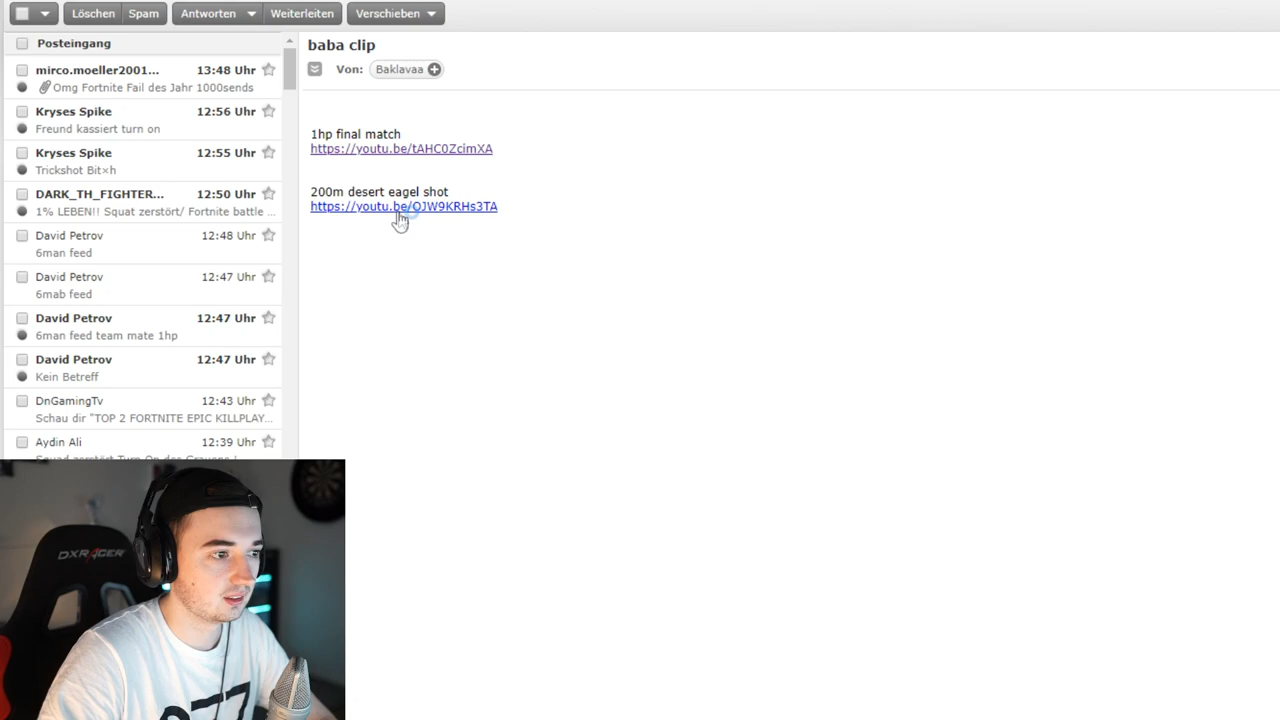 Löschen Spam Antworten Weiterleiten Verschieben
Posteingang
mirco.moeller2001... 13:48 Uhr
Omg Fortnite Fail des Jahr 1000sends
Kryses Spike 12:56 Uhr
Freund kassiert turn on
Kryses Spike 12:55 Uhr
Trickshot Bit×h
DARK_TH_FIGHTER... 12:50 Uhr
1% LEBEN!! Squat zerstört/ Fortnite battle ...
David Petrov 12:48 Uhr
6man feed
David Petrov 12:47 Uhr
6mab feed
David Petrov 12:47 Uhr
6man feed team mate 1hp
David Petrov 12:47 Uhr
Kein Betreff
DnGamingTv 12:43 Uhr
Schau dir "TOP 2 FORTNITE EPIC KILLPLAY...
Aydin Ali 12:39 Uhr
baba clip
Von: Baklavaa
1hp final match
https://youtu.be/tAHC0ZcimXA
200m desert eagel shot
https://youtu.be/OJW9KRHs3TA
DXRACER